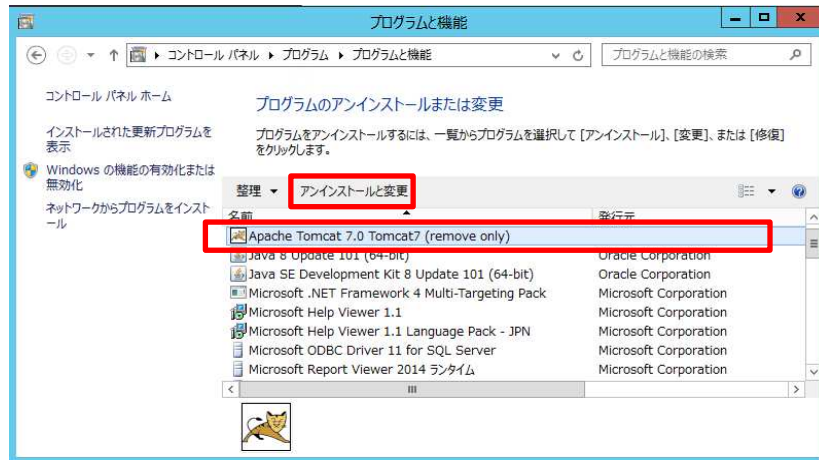 プログラムと機能
コントロール パネル ▸ プログラム ▸ プログラムと機能
プログラムと機能の検索
コントロール パネル ホーム
インストールされた更新プログラムを
表示
Windows の機能の有効化または
無効化
ネットワークからプログラムをインスト
ール
プログラムのアンインストールまたは変更
プログラムをアンインストールするには、一覧からプログラムを選択して [アンインストール]、[変更]、または [修復]
をクリックします。
整理 ▼ アンインストールと変更
名前 発行元
Apache Tomcat 7.0 Tomcat7 (remove only)
Java 8 Update 101 (64-bit) Oracle Corporation
Java SE Development Kit 8 Update 101 (64-bit) Oracle Corporation
Microsoft .NET Framework 4 Multi-Targeting Pack Microsoft Corporation
Microsoft Help Viewer 1.1 Microsoft Corporation
Microsoft Help Viewer 1.1 Language Pack - JPN Microsoft Corporation
Microsoft ODBC Driver 11 for SQL Server Microsoft Corporation
Microsoft Report Viewer 2014 ランタイム Microsoft Corporation